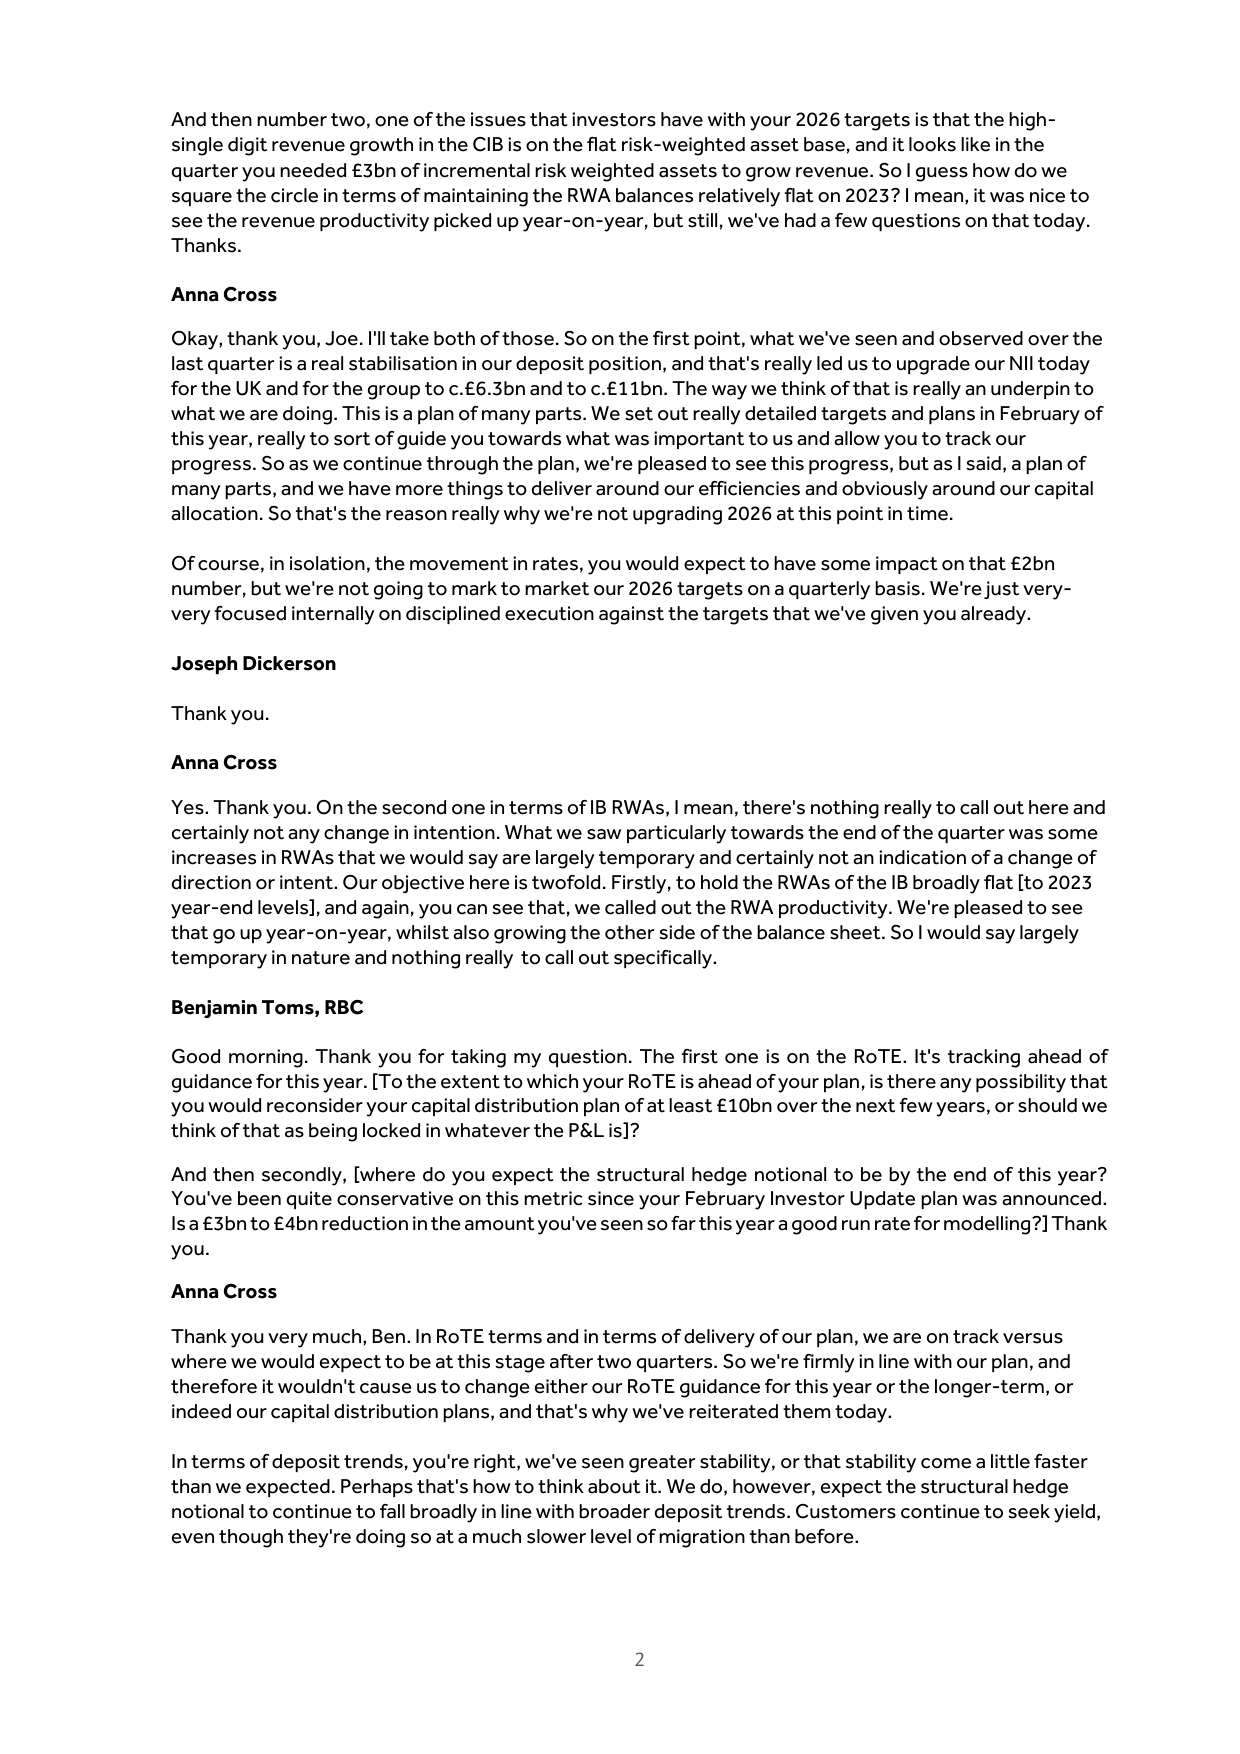 And then number two, one of the issues that investors have with your 2026 targets is that the high-
single digit revenue growth in the CIB is on the flat risk-weighted asset base, and it looks like in the
quarter you needed £3bn of incremental risk weighted assets to grow revenue. So I guess how do we
square the circle in terms of maintaining the RWA balances relatively flat on 2023? I mean, it was nice to
see the revenue productivity picked up year-on-year, but still, we've had a few questions on that today.
Thanks.
Anna Cross
Okay, thank you, Joe. I'll take both of those. So on the first point, what we've seen and observed over the
last quarter is a real stabilisation in our deposit position, and that's really led us to upgrade our NII today
for the UK and for the group to c.£6.3bn and to c.£11bn. The way we think of that is really an underpin to
what we are doing. This is a plan of many parts. We set out really detailed targets and plans in February of
this year, really to sort of guide you towards what was important to us and allow you to track our
progress. So as we continue through the plan, we're pleased to see this progress, but as I said, a plan of
many parts, and we have more things to deliver around our efficiencies and obviously around our capital
allocation. So that's the reason really why we're not upgrading 2026 at this point in time.
Of course, in isolation, the movement in rates, you would expect to have some impact on that £2bn
number, but we're not going to mark to market our 2026 targets on a quarterly basis. We're just very-
very focused internally on disciplined execution against the targets that we've given you already.
Joseph Dickerson
Thank you.
Anna Cross
Yes. Thank you. On the second one in terms of IB RWAs, I mean, there's nothing really to call out here and
certainly not any change in intention. What we saw particularly towards the end of the quarter was some
increases in RWAs that we would say are largely temporary and certainly not an indication of a change of
direction or intent. Our objective here is twofold. Firstly, to hold the RWAs of the IB broadly flat [to 2023
year-end levels], and again, you can see that, we called out the RWA productivity. We're pleased to see
that go up year-on-year, whilst also growing the other side of the balance sheet. So I would say largely
temporary in nature and nothing really to call out specifically.
Benjamin Toms, RBC
Good morning. Thank you for taking my question. The first one is on the RoTE. It's tracking ahead of
guidance for this year. [To the extent to which your RoTE is ahead of your plan, is there any possibility that
you would reconsider your capital distribution plan of at least £10bn over the next few years, or should we
think of that as being locked in whatever the P&L is]?
And then secondly, [where do you expect the structural hedge notional to be by the end of this year?
You've been quite conservative on this metric since your February Investor Update plan was announced.
Is a £3bn to £4bn reduction in the amount you've seen so far this year a good run rate for modelling?] Thank
you.
Anna Cross
Thank you very much, Ben. In RoTE terms and in terms of delivery of our plan, we are on track versus
where we would expect to be at this stage after two quarters. So we're firmly in line with our plan, and
therefore it wouldn't cause us to change either our RoTE guidance for this year or the longer-term, or
indeed our capital distribution plans, and that's why we've reiterated them today.
In terms of deposit trends, you're right, we've seen greater stability, or that stability come a little faster
than we expected. Perhaps that's how to think about it. We do, however, expect the structural hedge
notional to continue to fall broadly in line with broader deposit trends. Customers continue to seek yield,
even though they're doing so at a much slower level of migration than before.
2